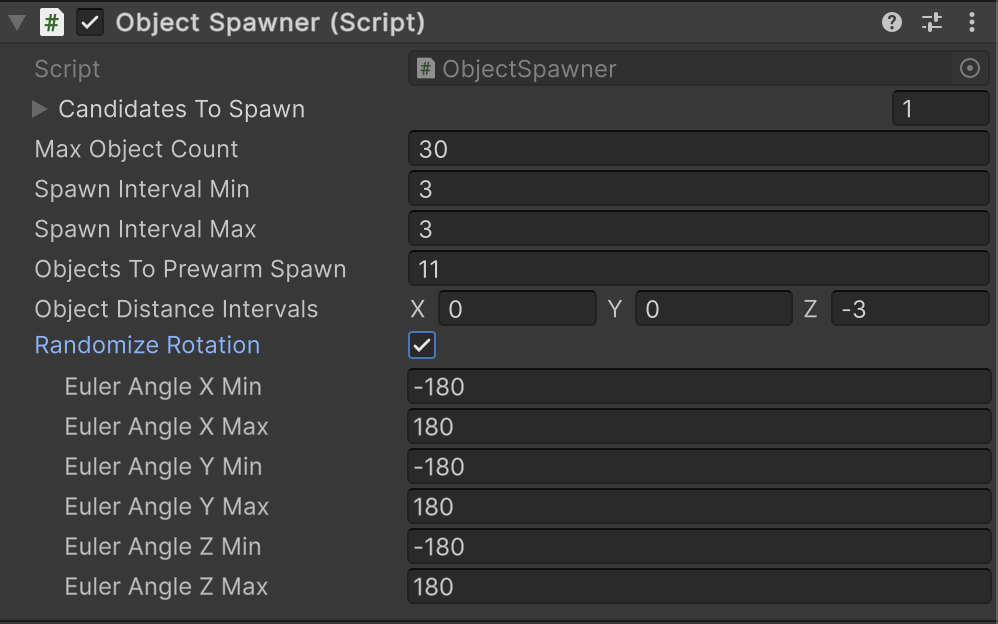 # Object Spawner (Script)
Script # ObjectSpawner
Candidates To Spawn 1
Max Object Count 30
Spawn Interval Min 3
Spawn Interval Max 3
Objects To Prewarm Spawn 11
Object Distance Intervals X 0 Y 0 Z -3
Randomize Rotation
Euler Angle X Min -180
Euler Angle X Max 180
Euler Angle Y Min -180
Euler Angle Y Max 180
Euler Angle Z Min -180
Euler Angle Z Max 180